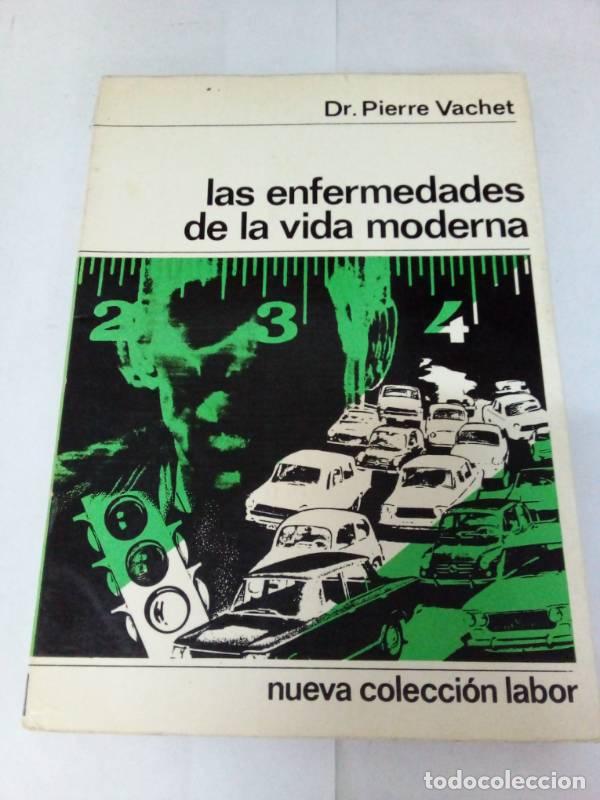 Dr. Pierre Vachet
las enfermedades
de la vida moderna
2 3 4
nueva colección labor
todocoleccion